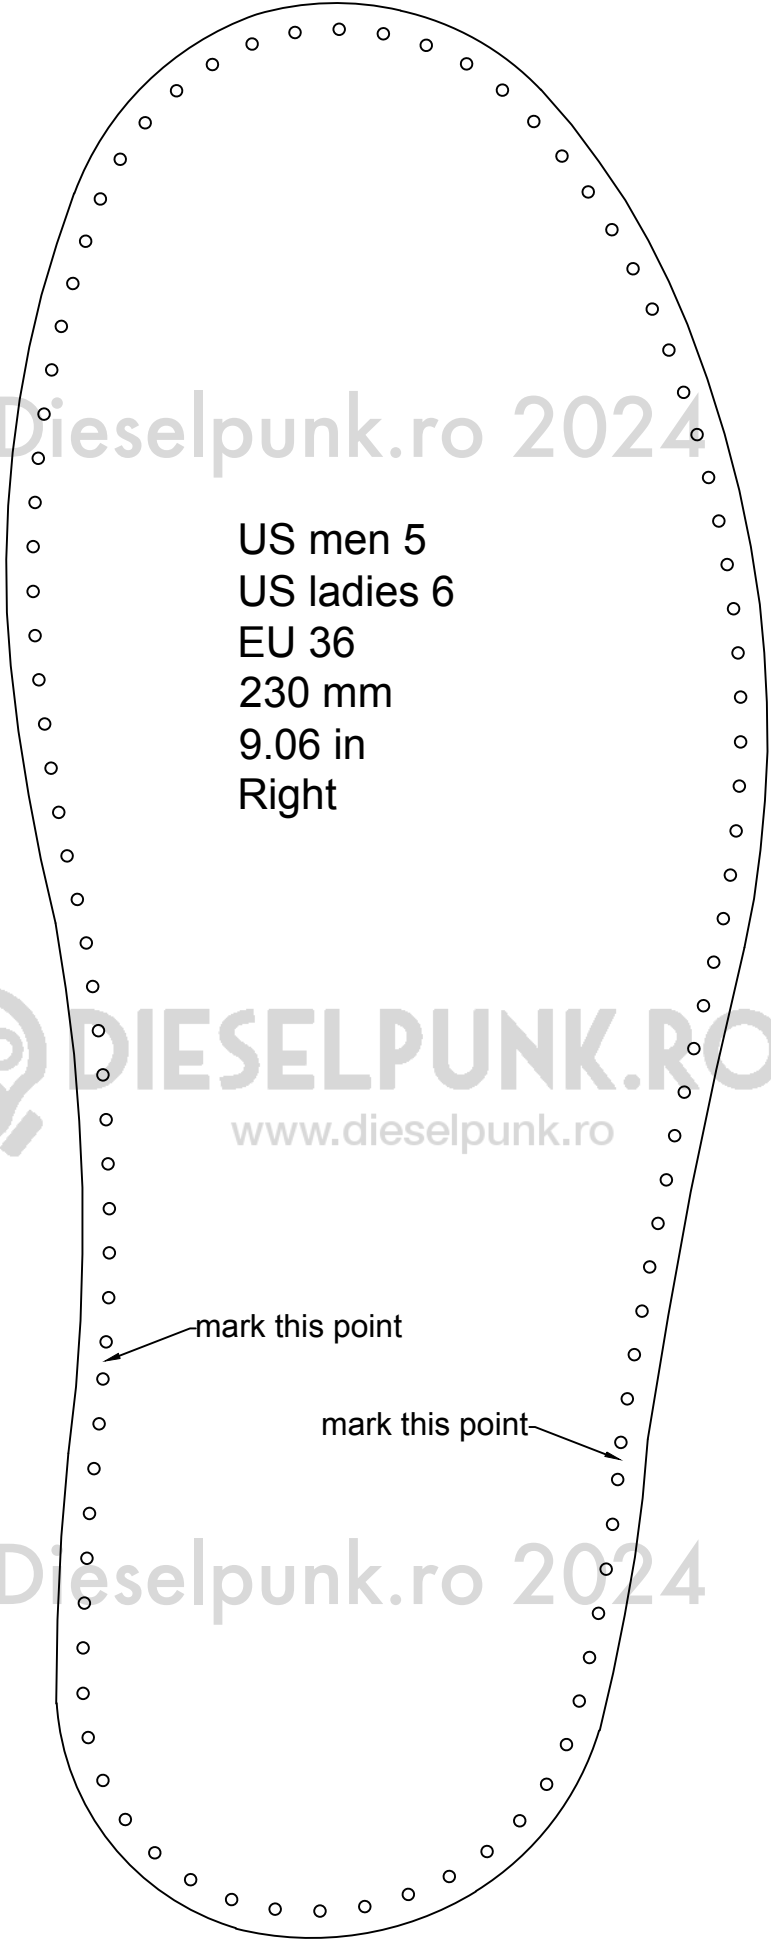 Dieselpunk.ro 2024
US men 5
US ladies 6
EU 36
230 mm
9.06 in
Right
DIESELPUNK.RO
www.dieselpunk.ro
mark this point
mark this point
Dieselpunk.ro 2024